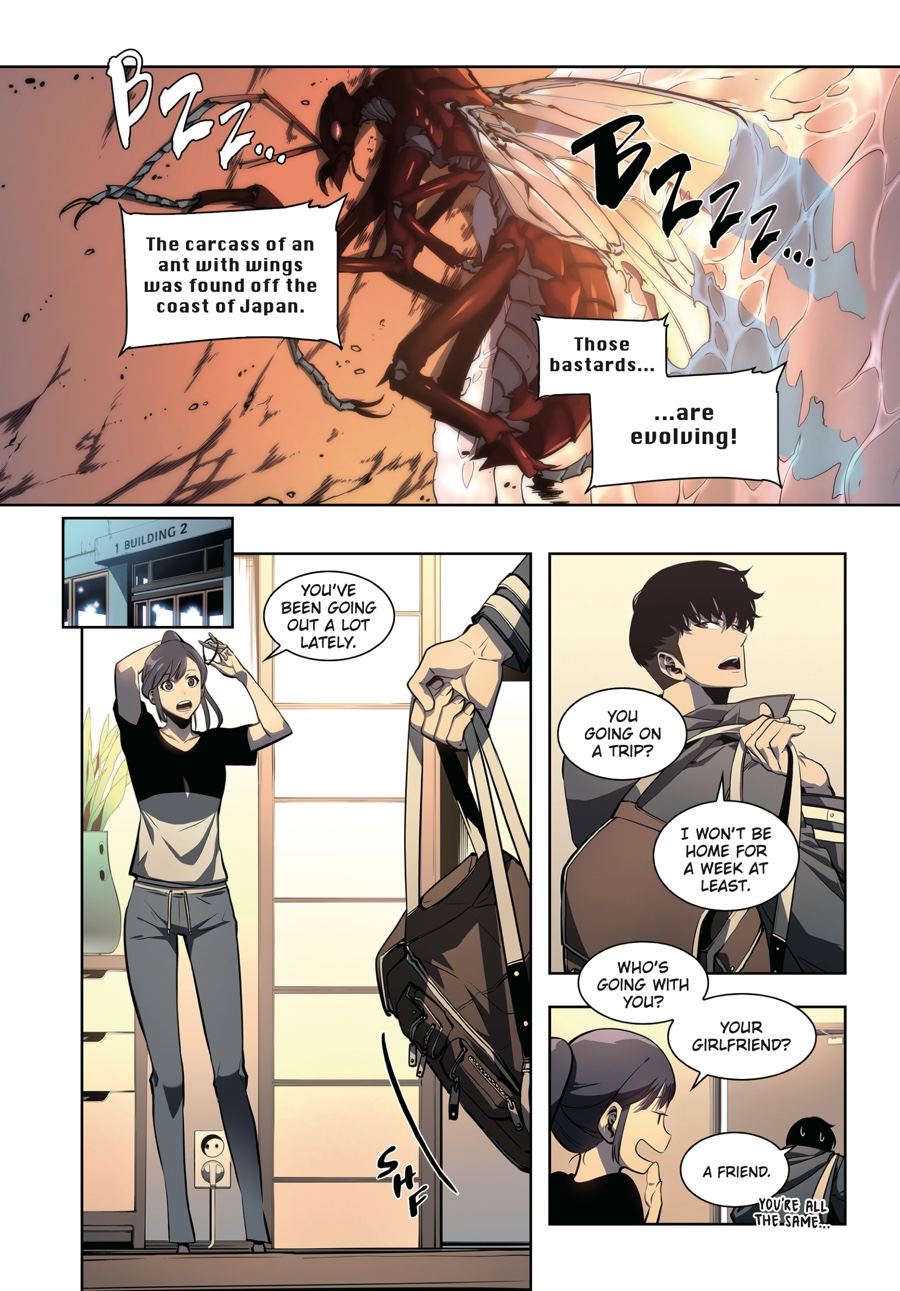 BZZ...
BZZZ...
The carcass of an
ant with wings
was found off the
coast of Japan.
Those
bastards...
...are
evolving!
1 BUILDING 2
YOU'VE
BEEN GOING
OUT A LOT
LATELY.
SHF
YOU
GOING ON
A TRIP?
I WON'T BE
HOME FOR
A WEEK AT
LEAST.
WHO'S
GOING WITH
YOU?
YOUR
GIRLFRIEND?
A FRIEND.
YOU'RE ALL
THE SAME...